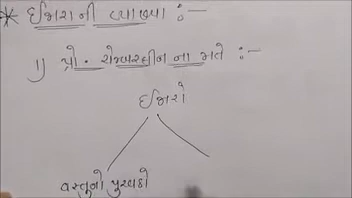 * ઈજારાની વ્યાખ્યા :–
1) પ્રો. ચેમ્બરલીન ના મતે :–
ઈજારો
વસ્તુનો પુરવઠો